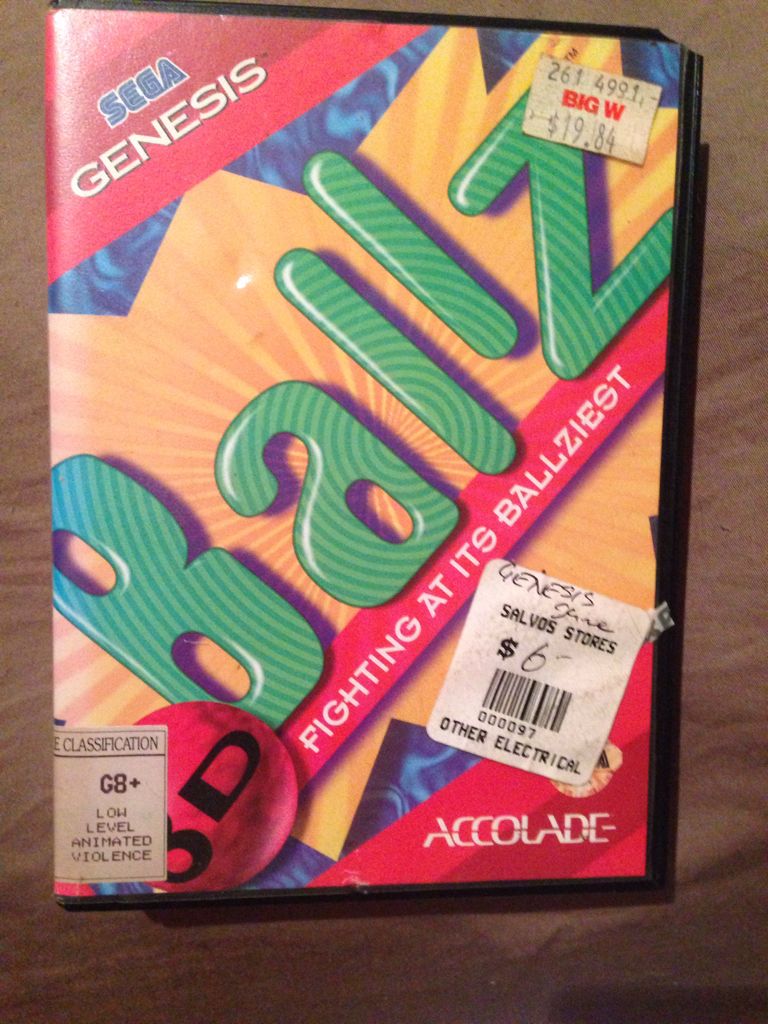 SEGA
GENESIS
TM
261 4991,-
BIG W
$19.84
Ballz
FIGHTING AT ITS BALLZIEST
GENESIS
Game
SALVOS STORES
$ 6-
000097
OTHER ELECTRICAL
3D
E CLASSIFICATION
G8+
LOW
LEVEL
ANIMATED
VIOLENCE
ACCOLADE